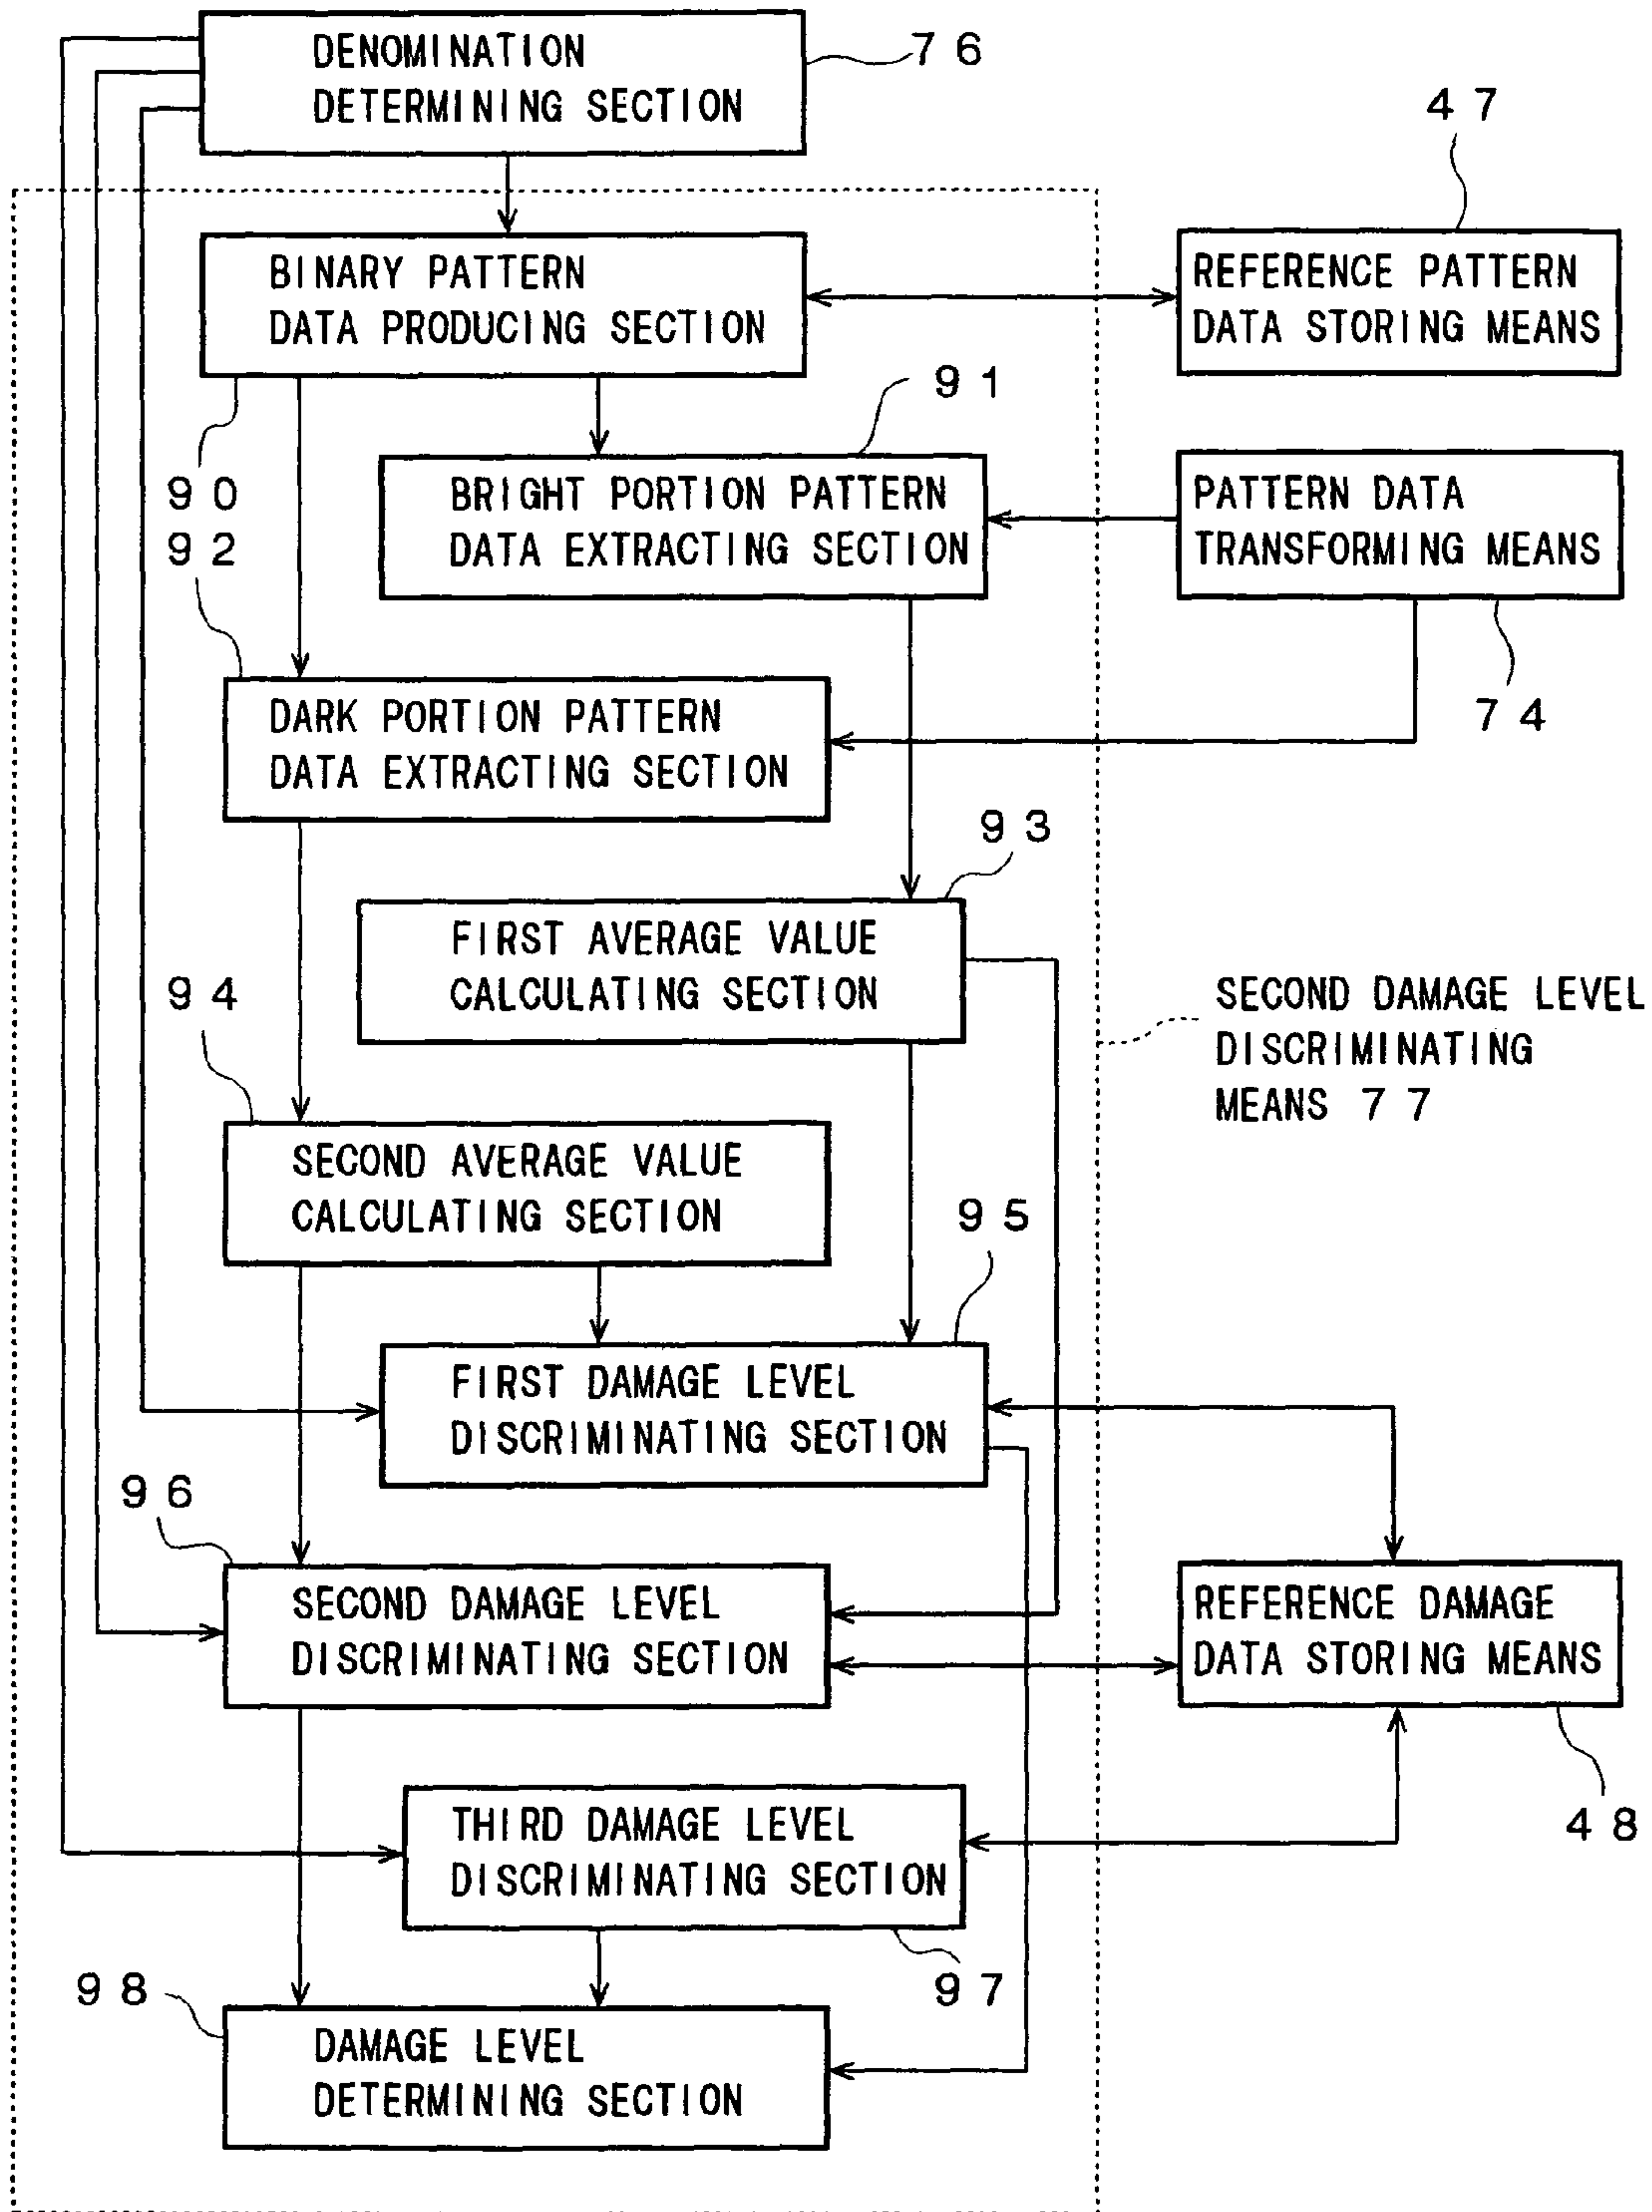 DENOMINATION
DETERMINING SECTION
76
47
BINARY PATTERN
DATA PRODUCING SECTION
REFERENCE PATTERN
DATA STORING MEANS
91
90
92
BRIGHT PORTION PATTERN
DATA EXTRACTING SECTION
PATTERN DATA
TRANSFORMING MEANS
74
DARK PORTION PATTERN
DATA EXTRACTING SECTION
93
FIRST AVERAGE VALUE
CALCULATING SECTION
94
SECOND DAMAGE LEVEL
DISCRIMINATING
MEANS 77
SECOND AVERAGE VALUE
CALCULATING SECTION
95
FIRST DAMAGE LEVEL
DISCRIMINATING SECTION
96
SECOND DAMAGE LEVEL
DISCRIMINATING SECTION
REFERENCE DAMAGE
DATA STORING MEANS
48
THIRD DAMAGE LEVEL
DISCRIMINATING SECTION
97
98
DAMAGE LEVEL
DETERMINING SECTION